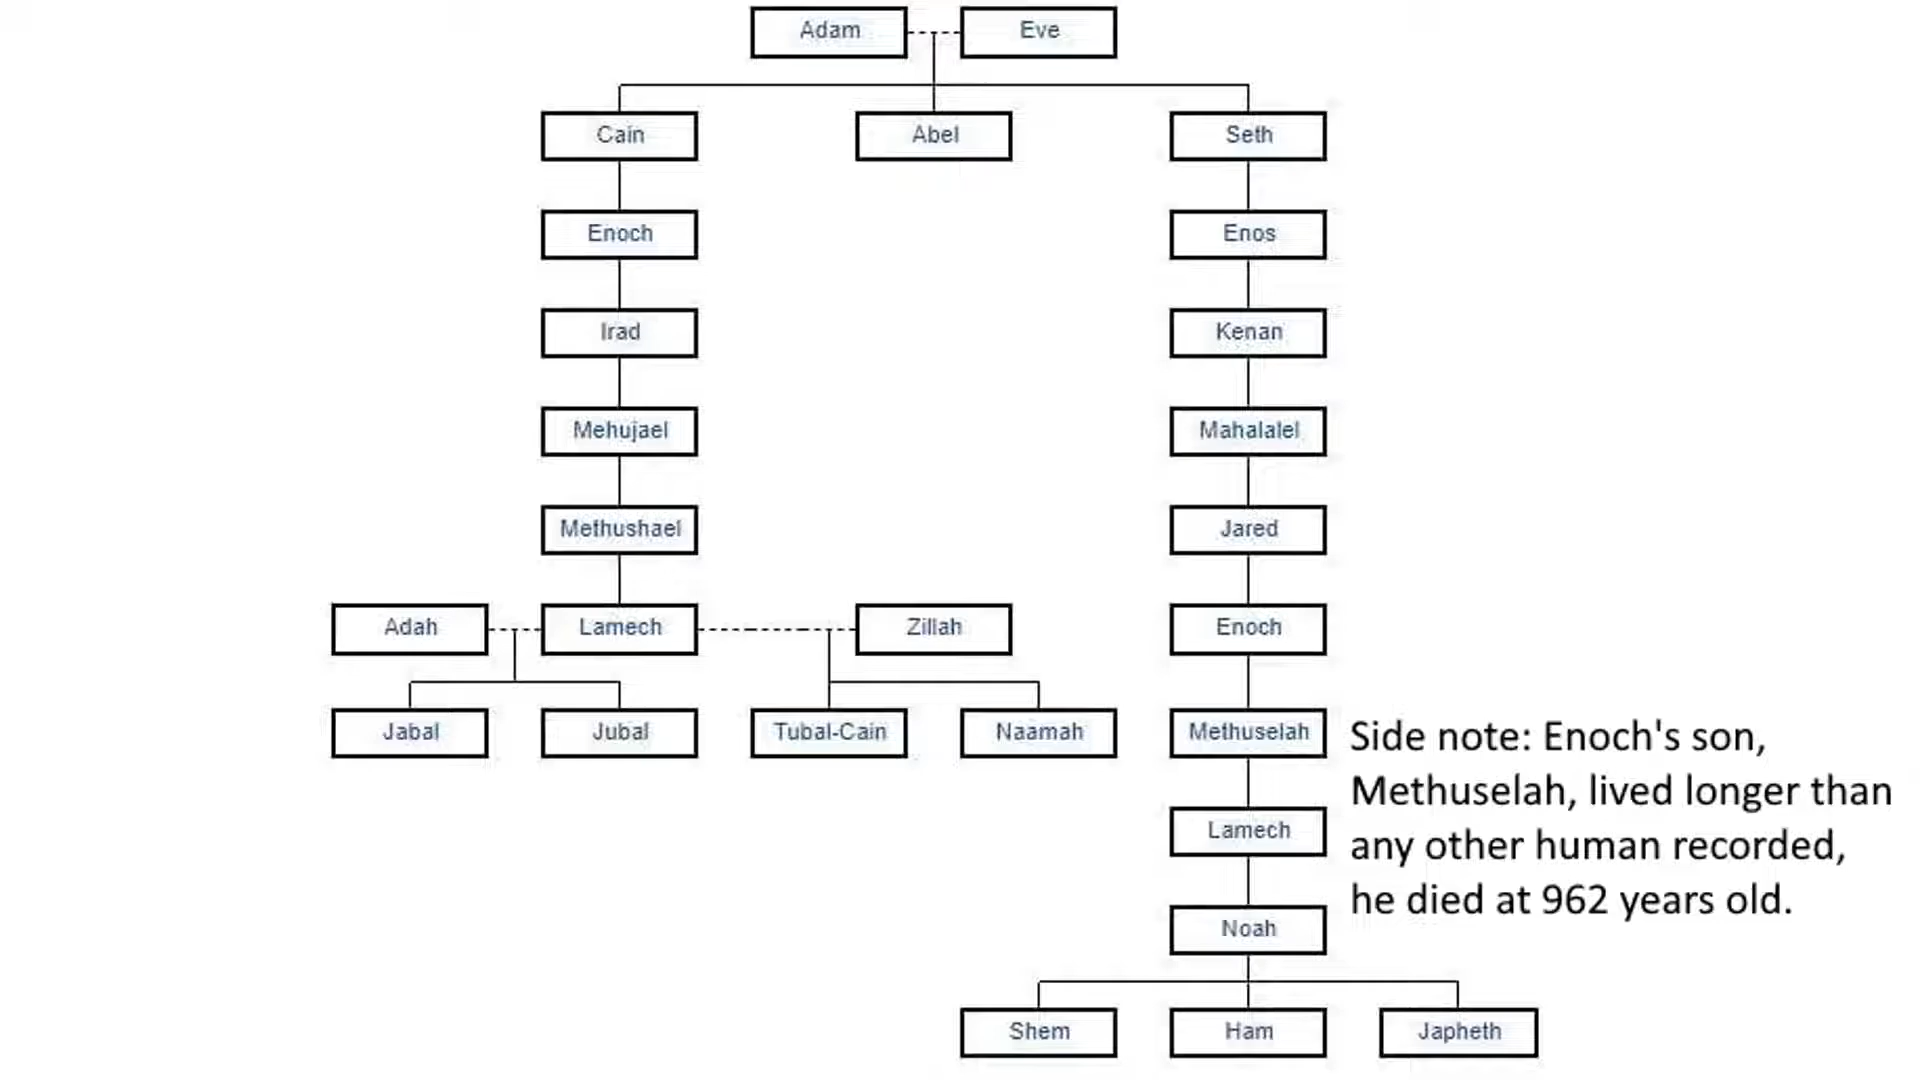 Adam Eve
Cain Abel Seth
Enoch Enos
Irad Kenan
Mehujael Mahalalel
Methushael Jared
Adah Lamech Zillah Enoch
Jabal Jubal Tubal-Cain Naamah Methuselah
Side note: Enoch's son,
Methuselah, lived longer than
any other human recorded,
he died at 962 years old.
Lamech
Noah
Shem Ham Japheth